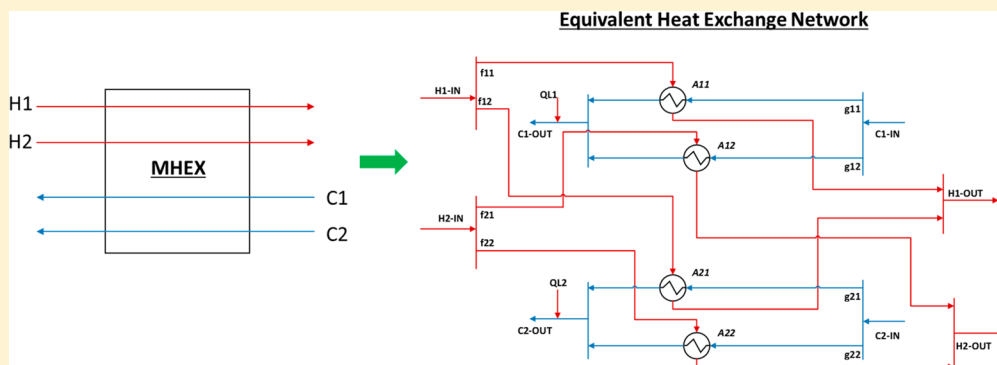 Equivalent Heat Exchange Network
H1
H2
MHEX
C1
C2
f11
H1-IN
f12
QL1
C1-OUT
A11
A12
g11
C1-IN
g12
H1-OUT
f21
H2-IN
f22
QL2
C2-OUT
A21
A22
g21
C2-IN
g22
H2-OUT